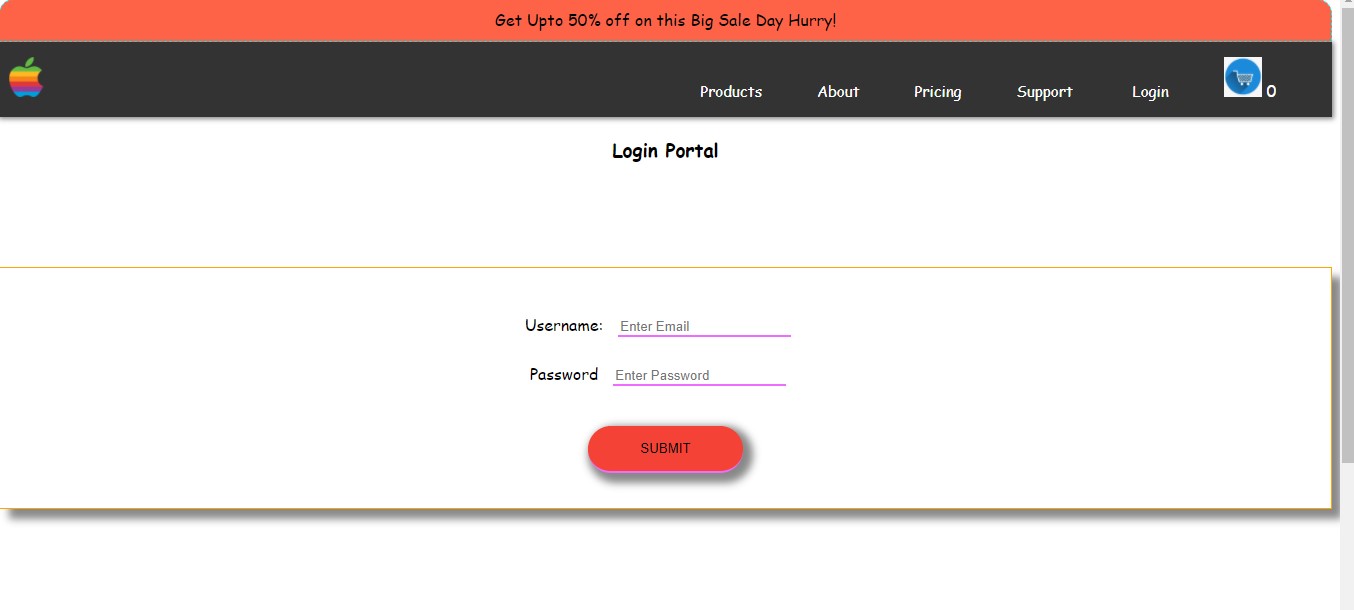 Get Upto 50% off on this Big Sale Day Hurry!
Products About Pricing Support Login 0
Login Portal
Username: Enter Email
Password Enter Password
SUBMIT